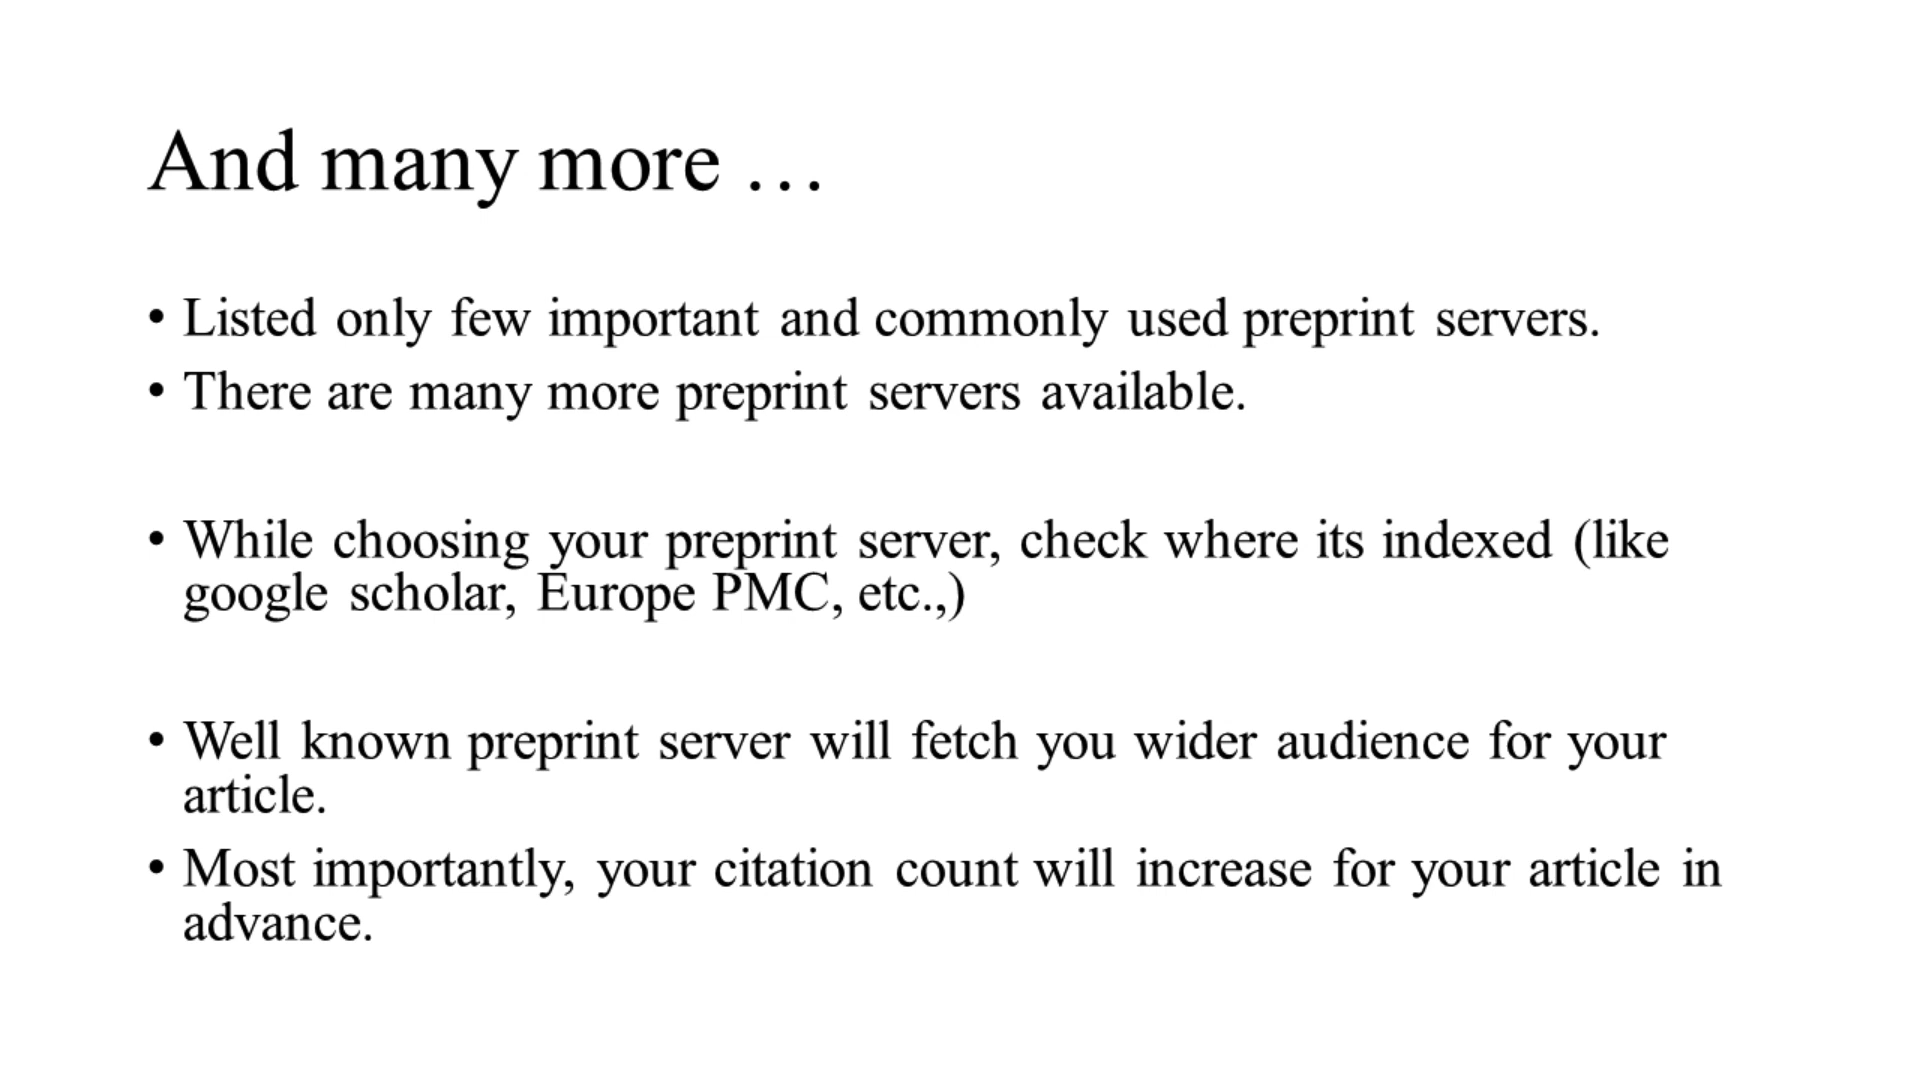 And many more …
• Listed only few important and commonly used preprint servers.
• There are many more preprint servers available.
• While choosing your preprint server, check where its indexed (like
google scholar, Europe PMC, etc.,)
• Well known preprint server will fetch you wider audience for your
article.
• Most importantly, your citation count will increase for your article in
advance.